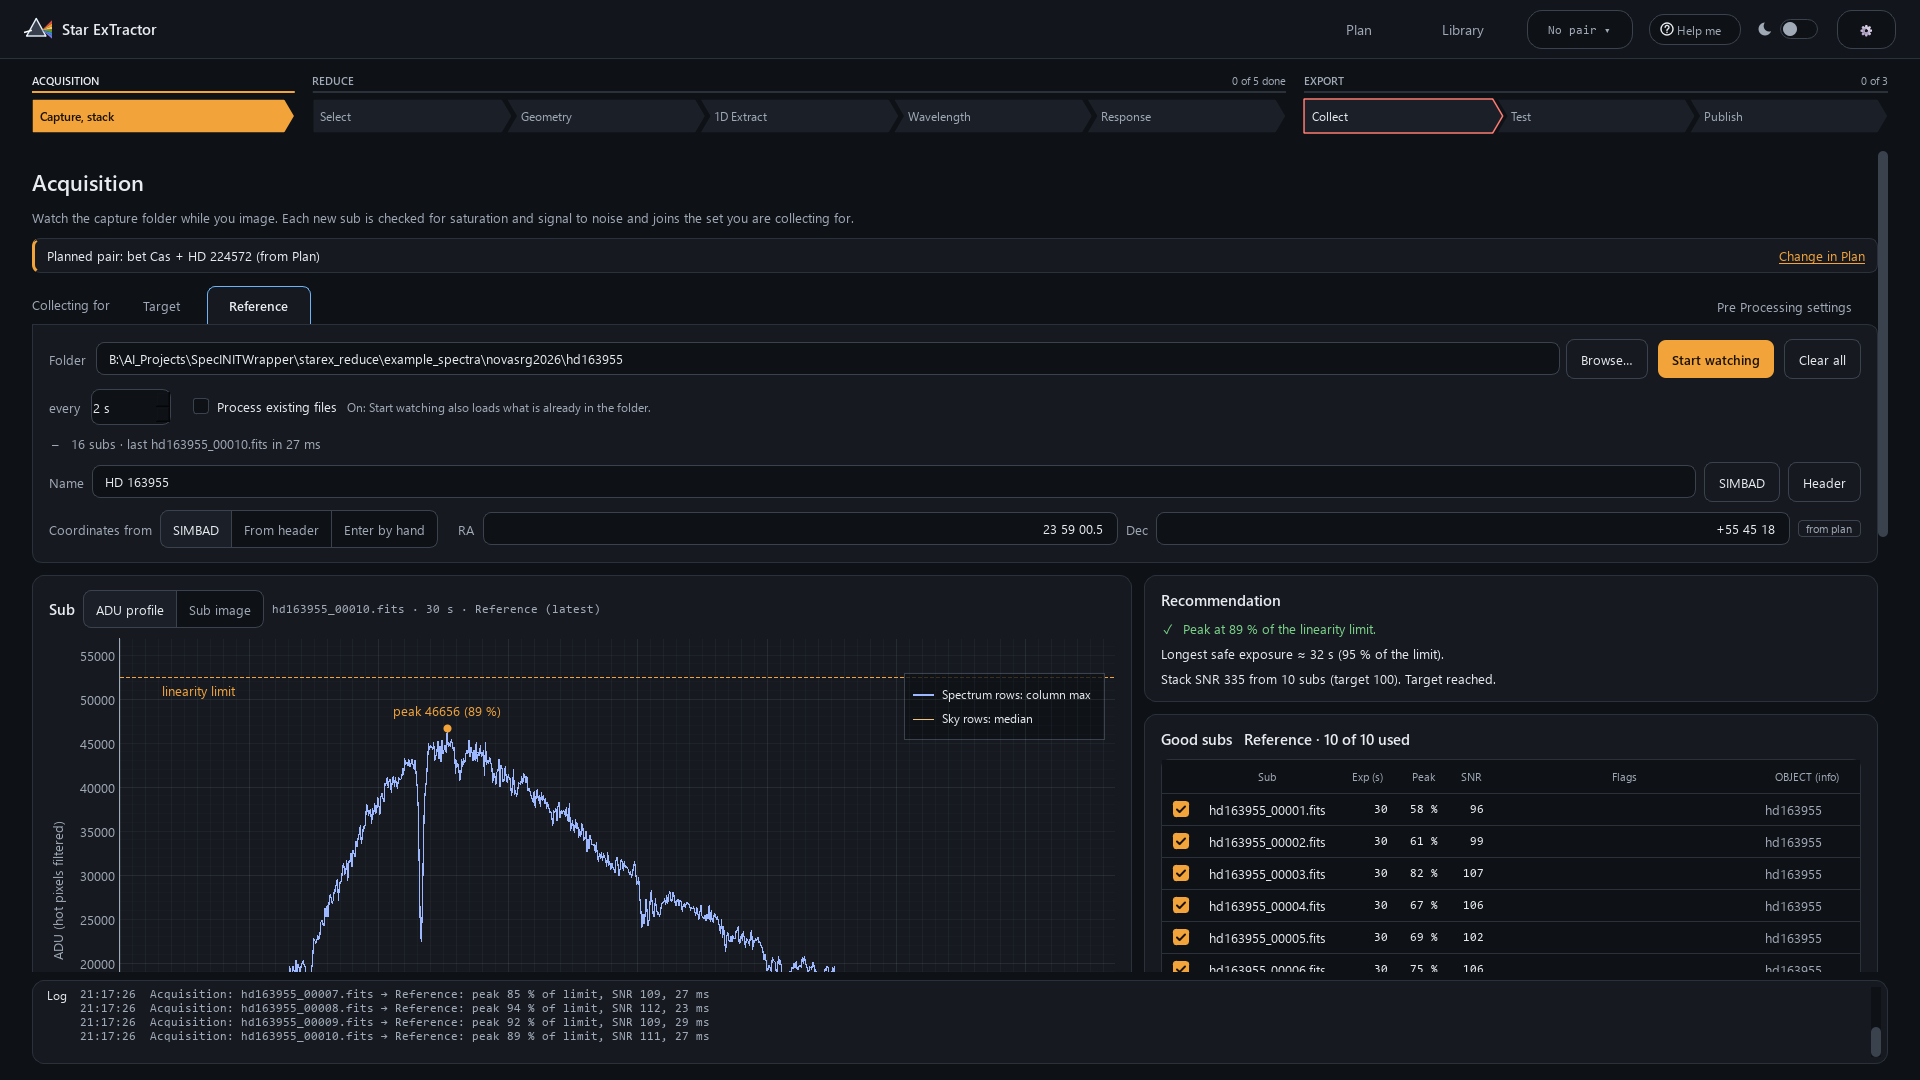 Star ExTractor
Plan
Library
No pair ▾
Help me
ACQUISITION
REDUCE
0 of 5 done
EXPORT
0 of 3
Capture, stack
Select
Geometry
1D Extract
Wavelength
Response
Collect
Test
Publish
Acquisition
Watch the capture folder while you image. Each new sub is checked for saturation and signal to noise and joins the set you are collecting for.
Planned pair: bet Cas + HD 224572 (from Plan)
Change in Plan
Collecting for
Target
Reference
Pre Processing settings
Folder
B:\AI_Projects\SpecINITWrapper\starex_reduce\example_spectra\novasrg2026\hd163955
Browse...
Start watching
Clear all
every
2 s
Process existing files
On: Start watching also loads what is already in the folder.
– 16 subs · last hd163955_00010.fits in 27 ms
Name
HD 163955
SIMBAD
Header
Coordinates from
SIMBAD
From header
Enter by hand
RA
23 59 00.5
Dec
+55 45 18
from plan
Sub
ADU profile
Sub image
hd163955_00010.fits · 30 s · Reference (latest)
55000
50000
45000
40000
35000
30000
25000
20000
ADU (hot pixels filtered)
linearity limit
peak 46656 (89 %)
Spectrum rows: column max
Sky rows: median
Recommendation
✓ Peak at 89 % of the linearity limit.
Longest safe exposure ≈ 32 s (95 % of the limit).
Stack SNR 335 from 10 subs (target 100). Target reached.
Good subs Reference · 10 of 10 used
Sub Exp (s) Peak SNR Flags OBJECT (info)
hd163955_00001.fits 30 58 % 96 hd163955
hd163955_00002.fits 30 61 % 99 hd163955
hd163955_00003.fits 30 82 % 107 hd163955
hd163955_00004.fits 30 67 % 106 hd163955
hd163955_00005.fits 30 69 % 102 hd163955
hd163955_00006.fits 30 75 % 106 hd163955
Log
21:17:26 Acquisition: hd163955_00007.fits → Reference: peak 85 % of limit, SNR 109, 27 ms
21:17:26 Acquisition: hd163955_00008.fits → Reference: peak 94 % of limit, SNR 112, 23 ms
21:17:26 Acquisition: hd163955_00009.fits → Reference: peak 92 % of limit, SNR 109, 29 ms
21:17:26 Acquisition: hd163955_00010.fits → Reference: peak 89 % of limit, SNR 111, 27 ms